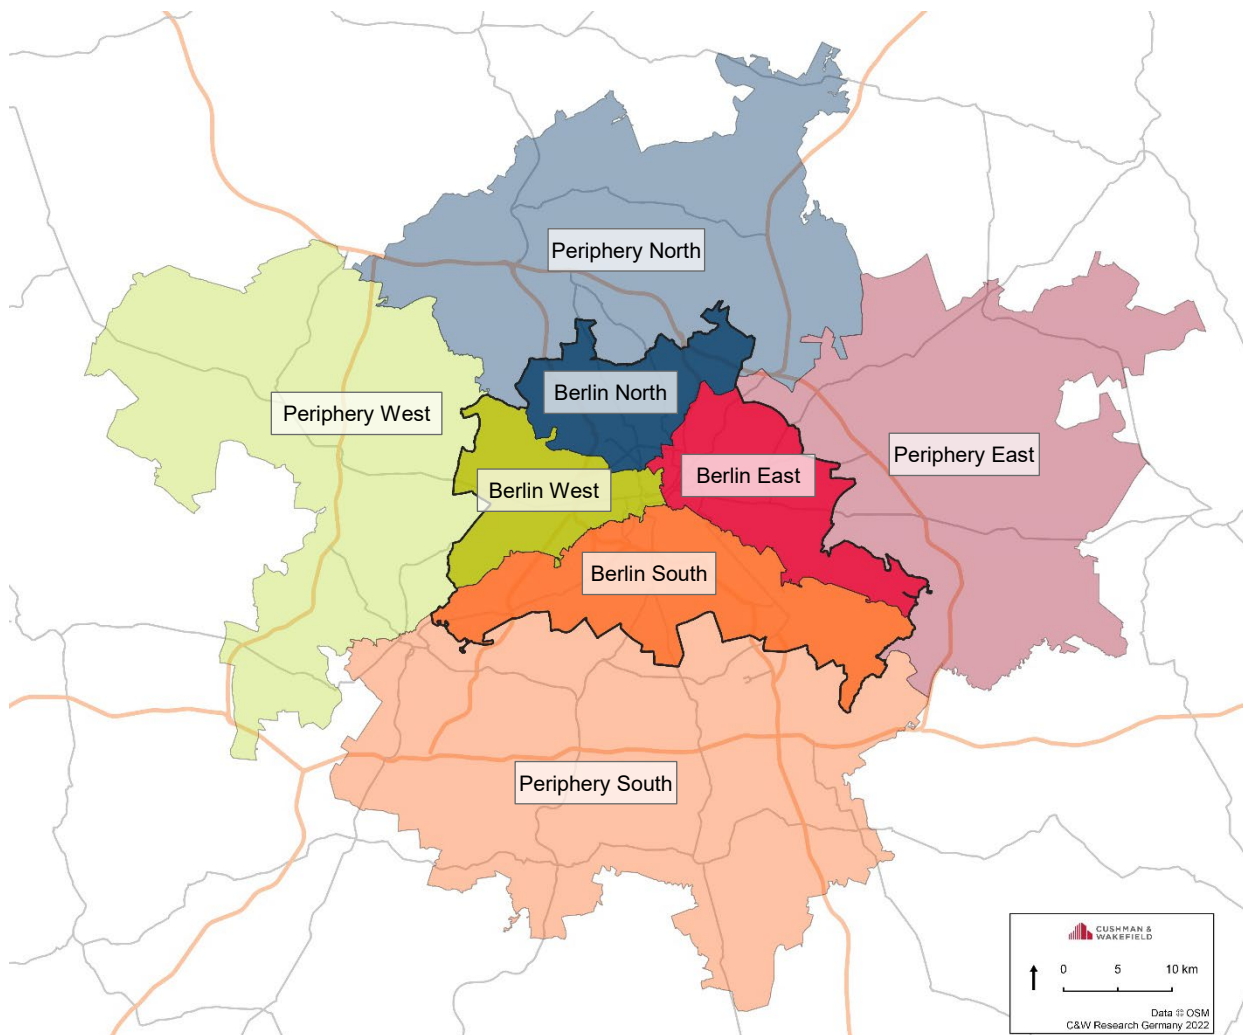 Periphery North
Berlin North
Periphery West
Periphery East
Berlin East
Berlin West
Berlin South
Periphery South
CUSHMAN &
WAKEFIELD
0 5 10 km
Data © OSM
C&W Research Germany 2022